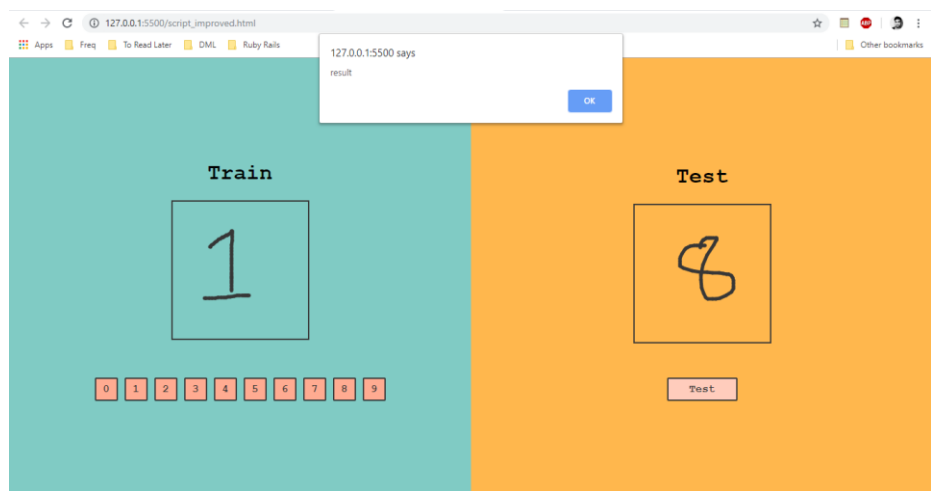 127.0.0.1:5500/script_improved.html
Apps Freq To Read Later DML Ruby Rails Other bookmarks
127.0.0.1:5500 says
result
OK
Train
Test
1
8
0 1 2 3 4 5 6 7 8 9
Test